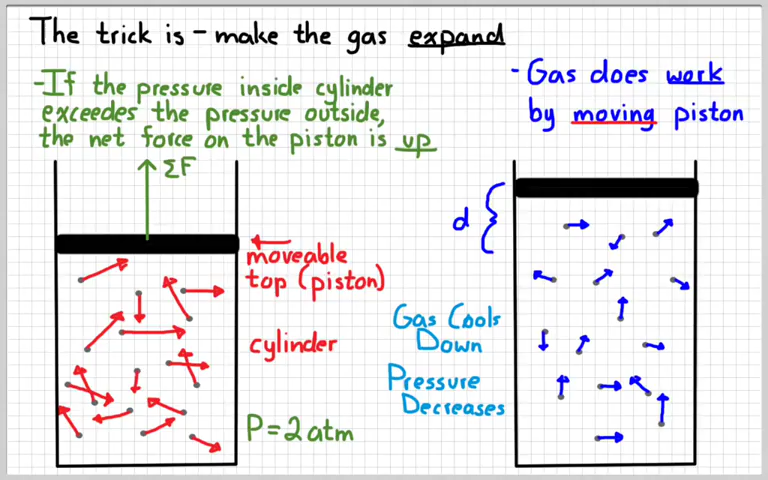 The trick is - make the gas expand
- If the pressure inside cylinder
exceedes the pressure outside,
the net force on the piston is up
- Gas does work
by moving piston
ΣF
d
moveable
top (piston)
cylinder
P = 2 atm
Gas Cools
Down
Pressure
Decreases